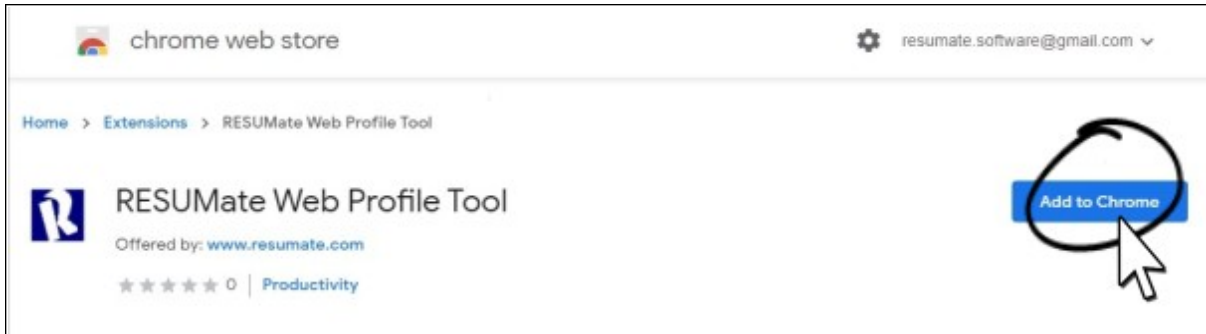 chrome web store
resumate.software@gmail.com
Home > Extensions > RESUMate Web Profile Tool
R
RESUMate Web Profile Tool
Add to Chrome
Offered by: www.resumate.com
0 | Productivity